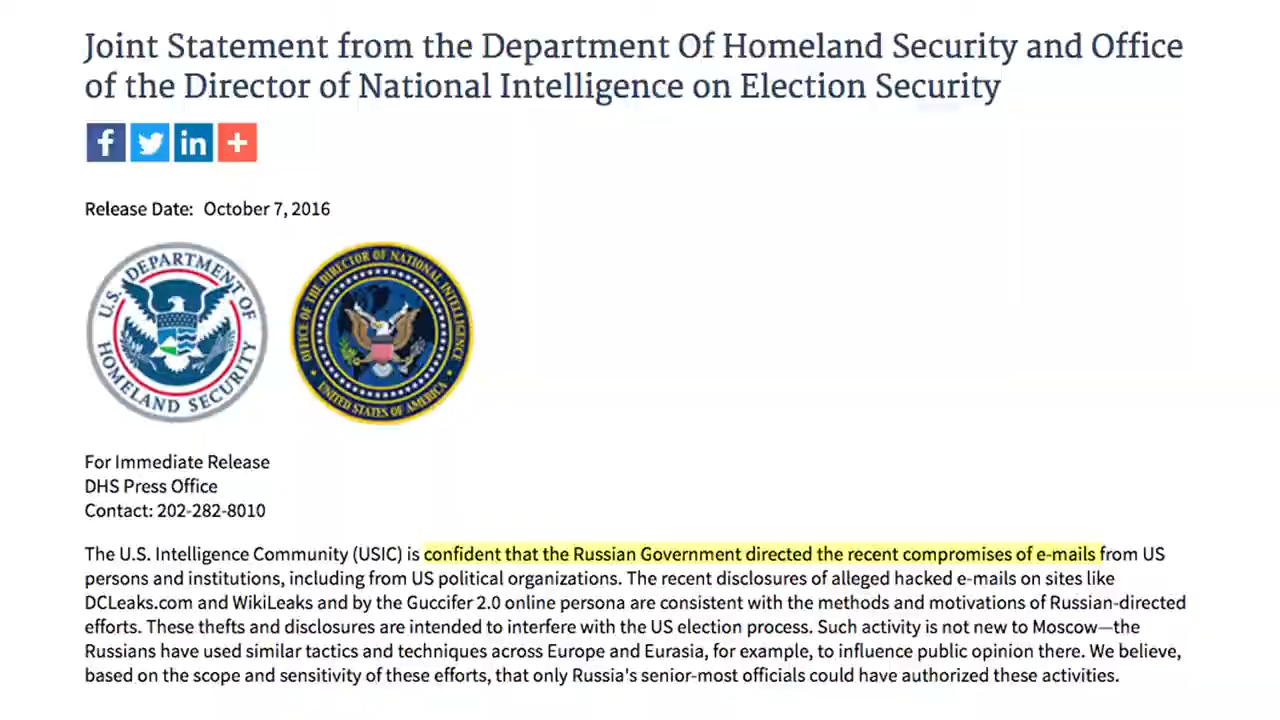 Joint Statement from the Department Of Homeland Security and Office
of the Director of National Intelligence on Election Security
f in +
Release Date: October 7, 2016
U.S. DEPARTMENT OF HOMELAND SECURITY
OFFICE OF THE DIRECTOR OF NATIONAL INTELLIGENCE
UNITED STATES OF AMERICA
For Immediate Release
DHS Press Office
Contact: 202-282-8010
The U.S. Intelligence Community (USIC) is confident that the Russian Government directed the recent compromises of e-mails from US
persons and institutions, including from US political organizations. The recent disclosures of alleged hacked e-mails on sites like
DCLeaks.com and WikiLeaks and by the Guccifer 2.0 online persona are consistent with the methods and motivations of Russian-directed
efforts. These thefts and disclosures are intended to interfere with the US election process. Such activity is not new to Moscow—the
Russians have used similar tactics and techniques across Europe and Eurasia, for example, to influence public opinion there. We believe,
based on the scope and sensitivity of these efforts, that only Russia's senior-most officials could have authorized these activities.